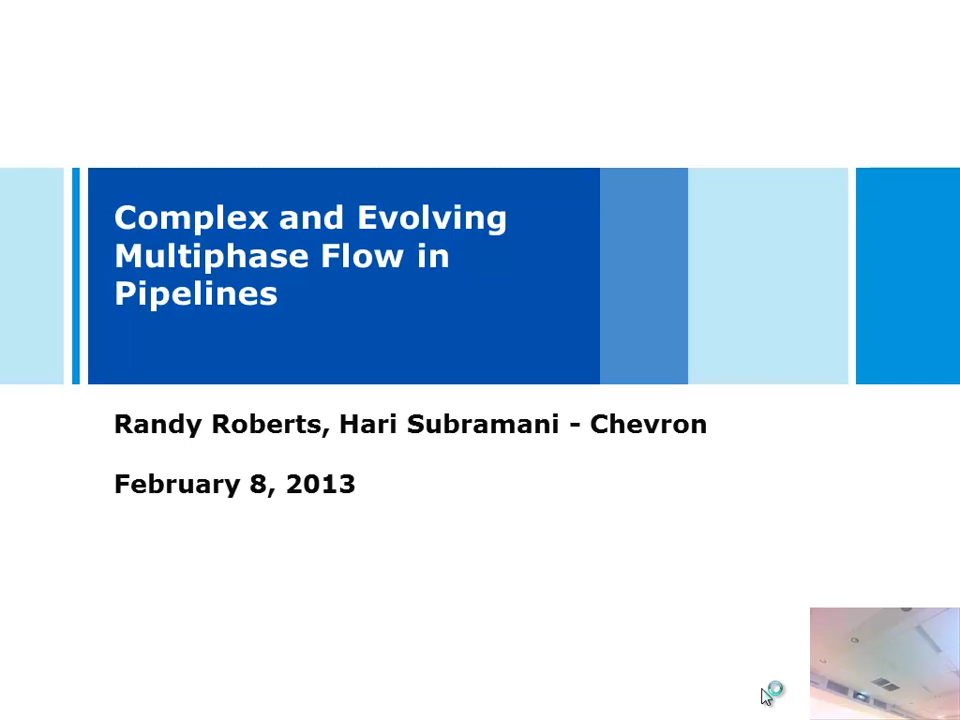 Complex and Evolving
Multiphase Flow in
Pipelines
Randy Roberts, Hari Subramani - Chevron
February 8, 2013